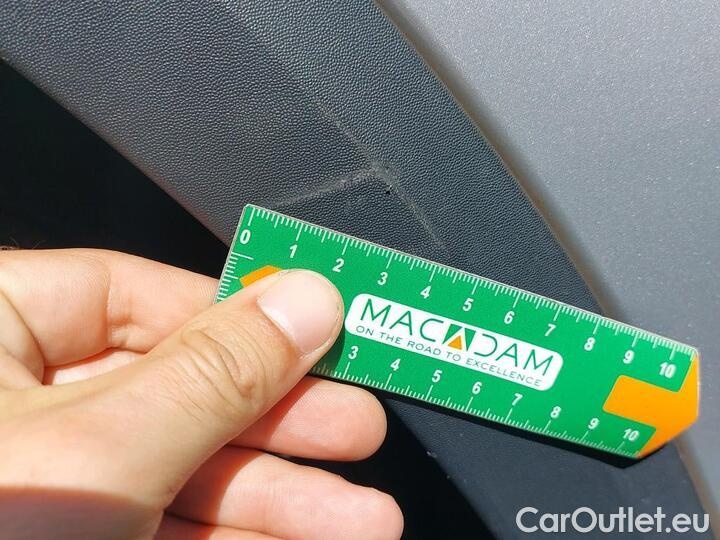 0 1 2 3 4 5 6 7 8 9 10
MACADAM
ON THE ROAD TO EXCELLENCE
3 4 5 6 7 8 9 10
CarOutlet.eu